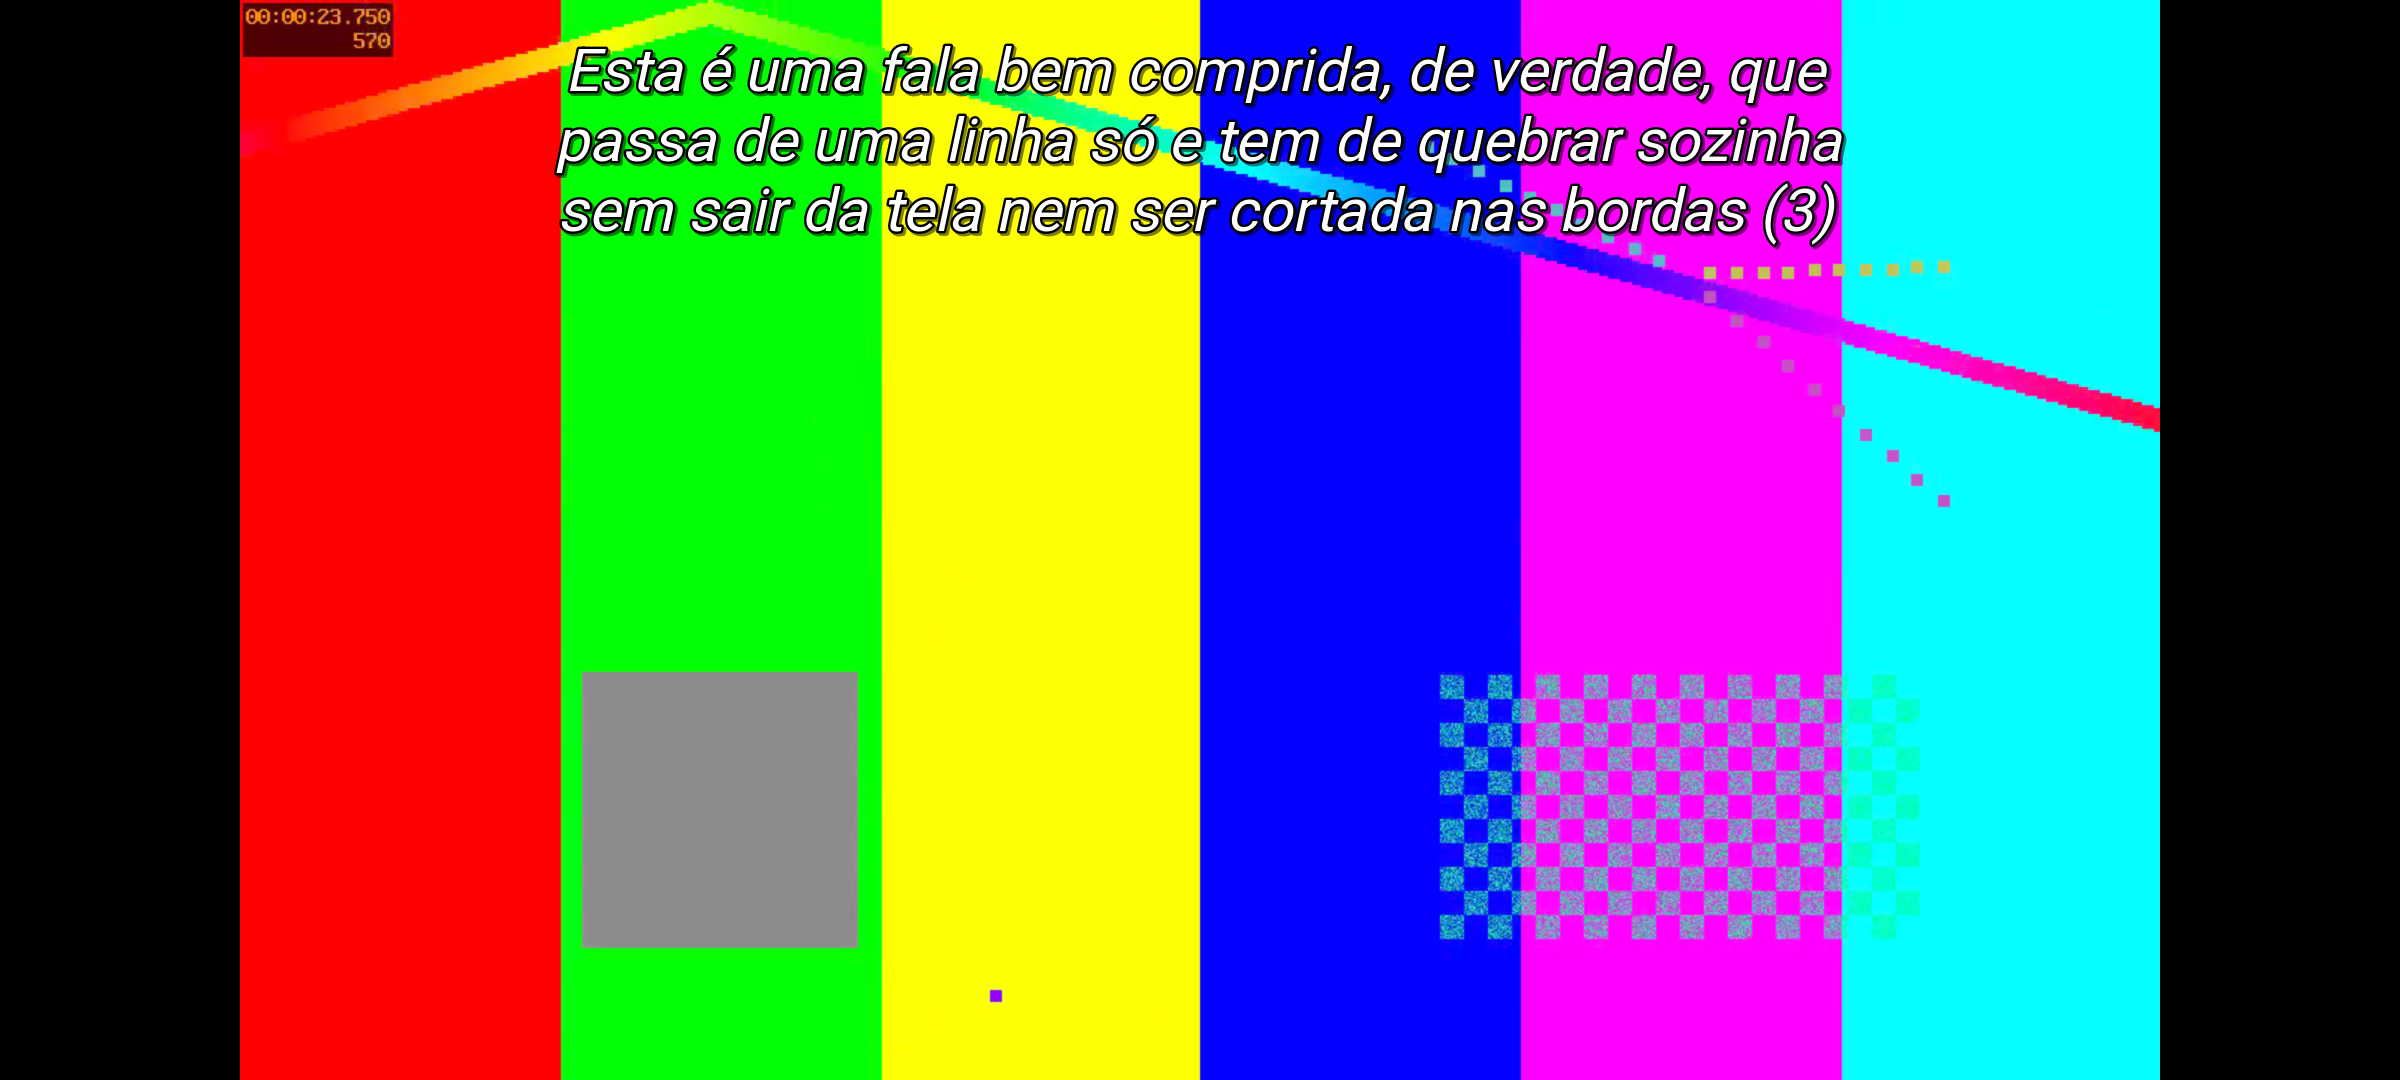 00:00:23.750
570
Esta é uma fala bem comprida, de verdade, que
passa de uma linha só e tem de quebrar sozinha
sem sair da tela nem ser cortada nas bordas (3)